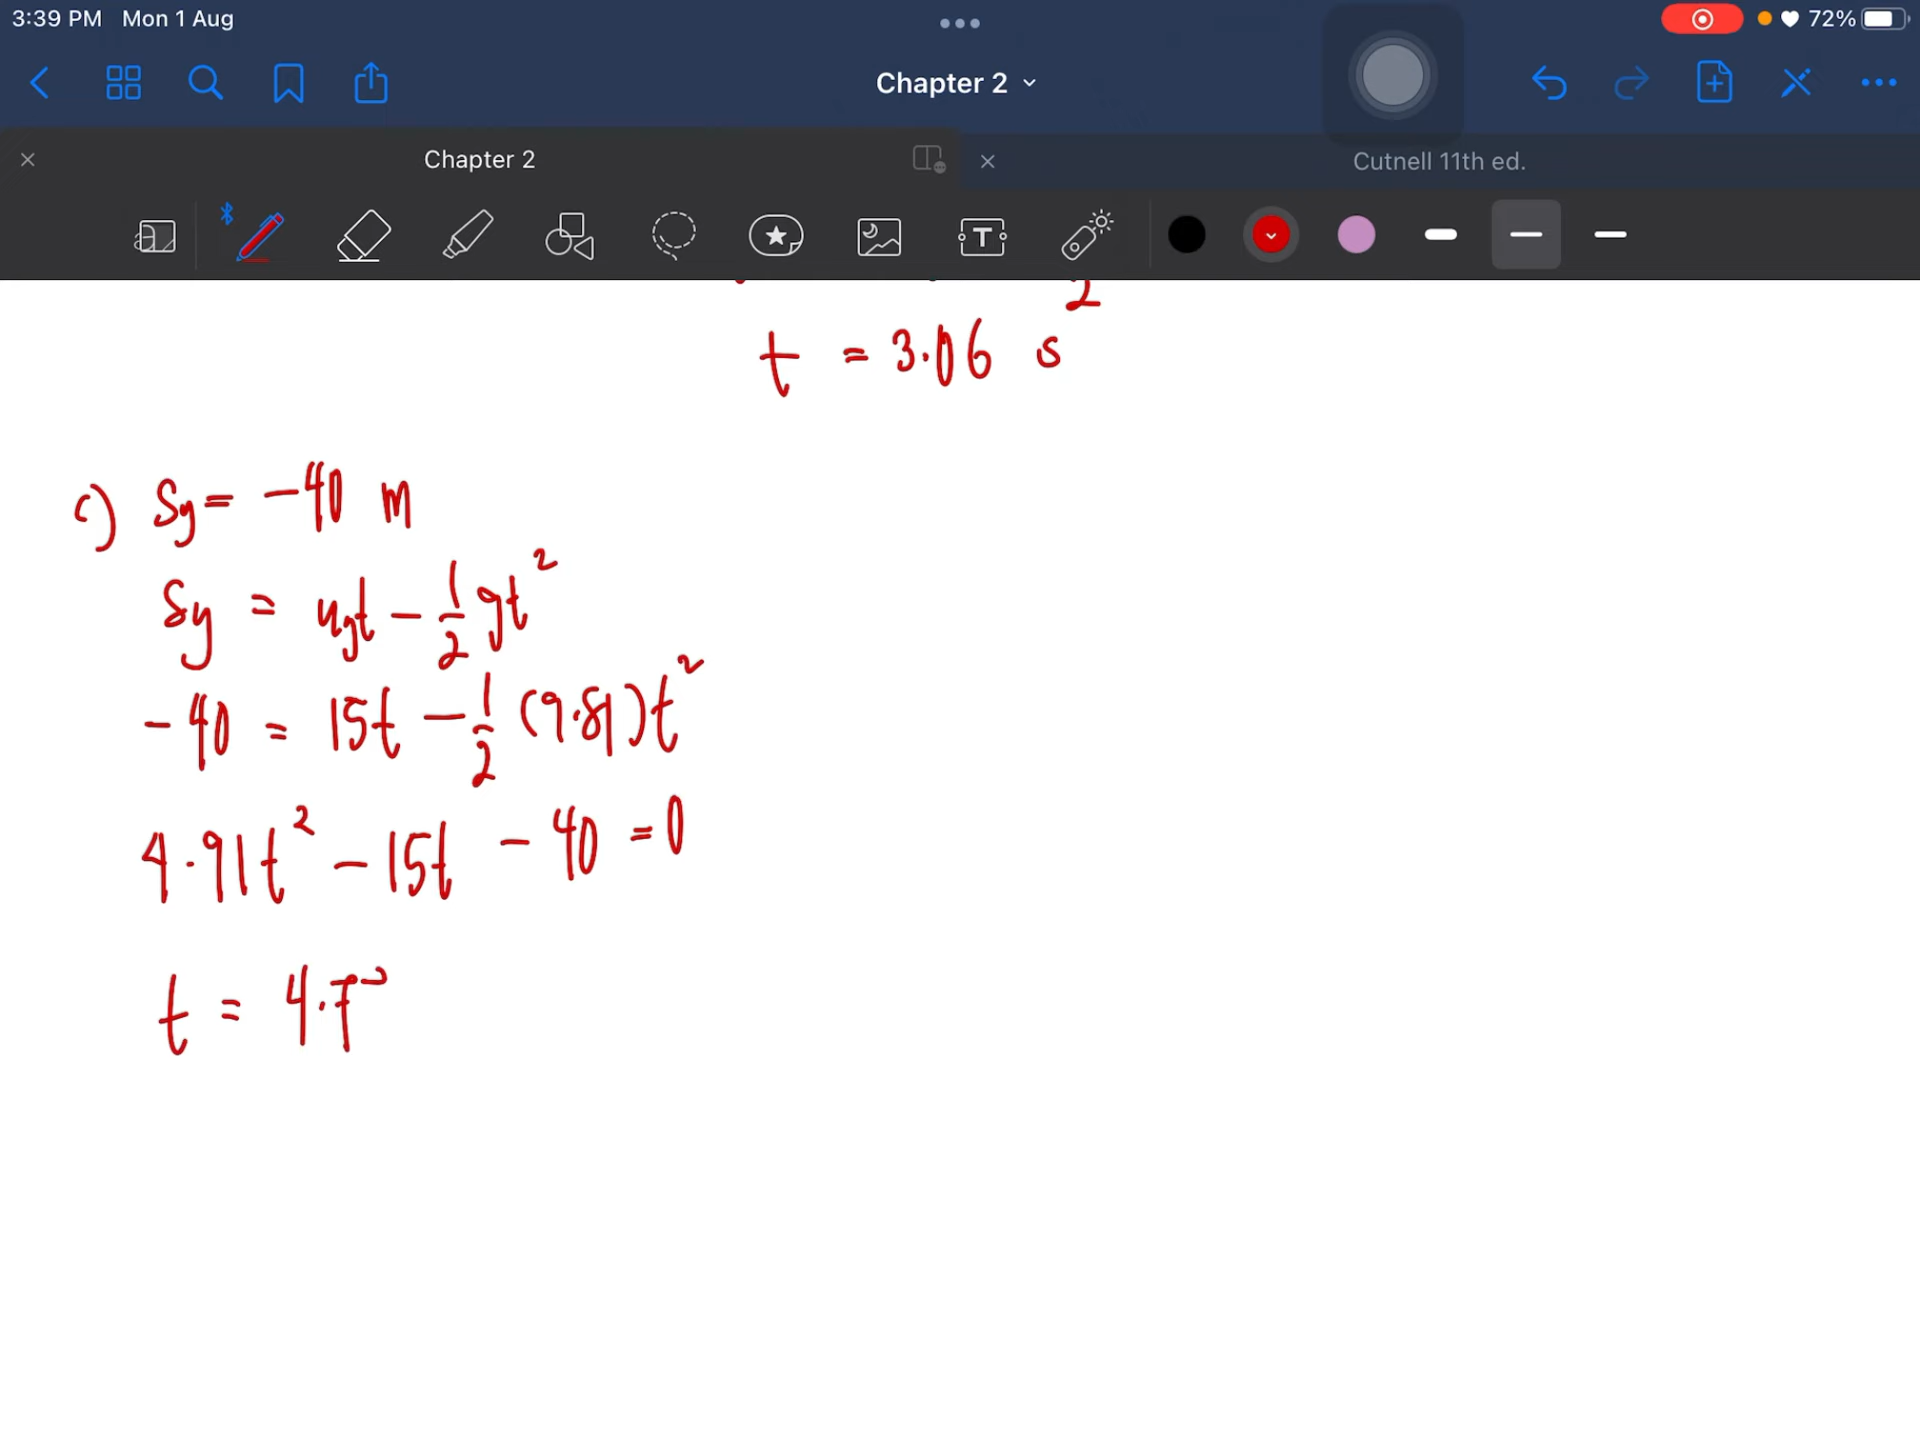 3:39 PM Mon 1 Aug
72%
Chapter 2
Chapter 2
Cutnell 11th ed.
2
t = 3.06 s
c) Sy = -40 m
Sy = uyt - 1/2 gt²
-40 = 15t - 1/2 (9.81)t²
4.91t² - 15t - 40 = 0
t = 4.7